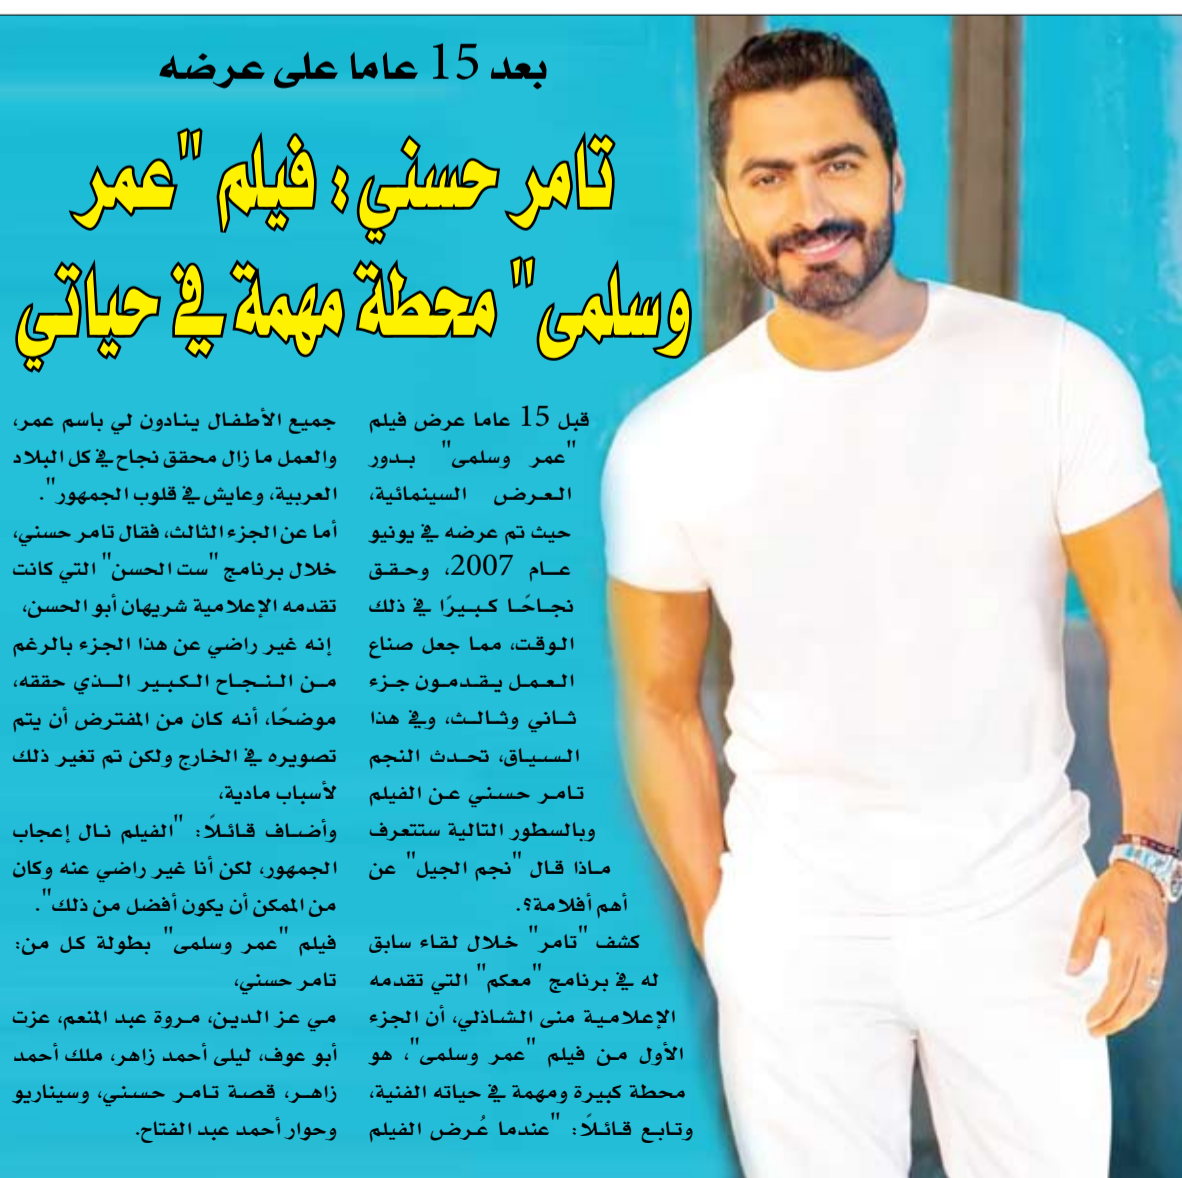 بعد 15 عاما على عرضه
تامر حسني : فيلم "عمر
وسلمى" محطة مهمة في حياتي
قبل 15 عاما عرض فيلم
"عمر وسلمى" بدور
العرض السينمائية،
حيث تم عرضه في يونيو
عام 2007، وحقق
نجاحًا كبيرًا في ذلك
الوقت، مما جعل صناع
العمل يقدمون جزء
ثاني وثالث، وفي هذا
السياق، تحدث النجم
تامر حسني عن الفيلم
وبالسطور التالية ستتعرف
ماذا قال "نجم الجيل" عن
أهم أفلامة؟.
كشف "تامر" خلال لقاء سابق
له في برنامج "معكم" التي تقدمه
الإعلامية منى الشاذلي، أن الجزء
الأول من فيلم "عمر وسلمى"، هو
محطة كبيرة ومهمة في حياته الفنية،
وتابع قائلًا: "عندما عُرض الفيلم
جميع الأطفال ينادون لي باسم عمر،
والعمل ما زال محقق نجاح في كل البلاد
العربية، وعايش في قلوب الجمهور".
أما عن الجزء الثالث، فقال تامر حسني،
خلال برنامج "ست الحسن" التي كانت
تقدمه الإعلامية شريهان أبو الحسن،
إنه غير راضي عن هذا الجزء بالرغم
من النجاح الكبير الذي حققه،
موضحًا، أنه كان من المفترض أن يتم
تصويره في الخارج ولكن تم تغير ذلك
لأسباب مادية،
وأضاف قائلًا: "الفيلم نال إعجاب
الجمهور، لكن أنا غير راضي عنه وكان
من الممكن أن يكون أفضل من ذلك".
فيلم "عمر وسلمى" بطولة كل من:
تامر حسني،
مي عز الدين، مروة عبد المنعم، عزت
أبو عوف، ليلى أحمد زاهر، ملك أحمد
زاهر، قصة تامر حسني، وسيناريو
وحوار أحمد عبد الفتاح.